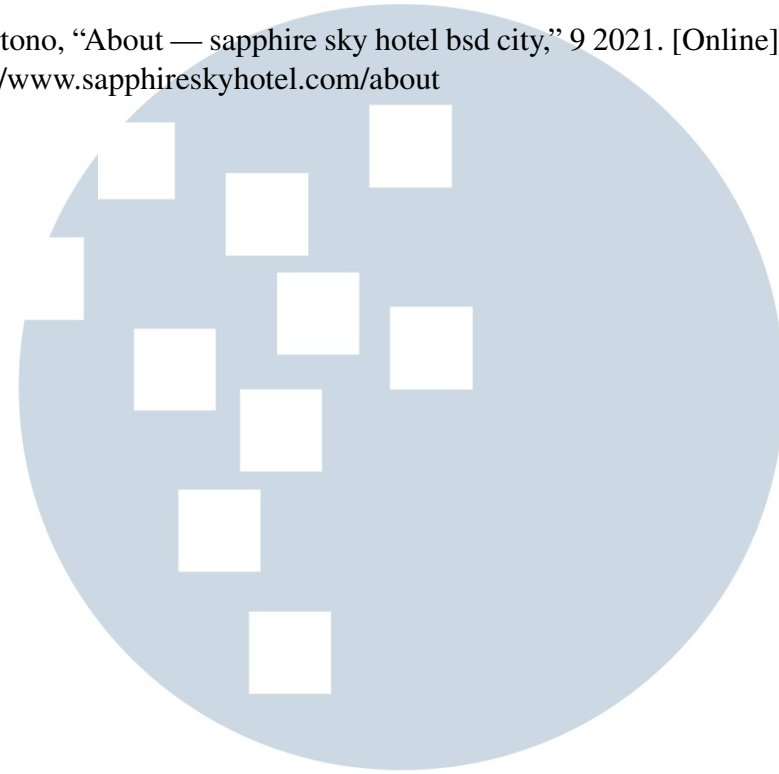 tono, “About — sapphire sky hotel bsd city,” 9 2021. [Online]
/www.sapphireskyhotel.com/about